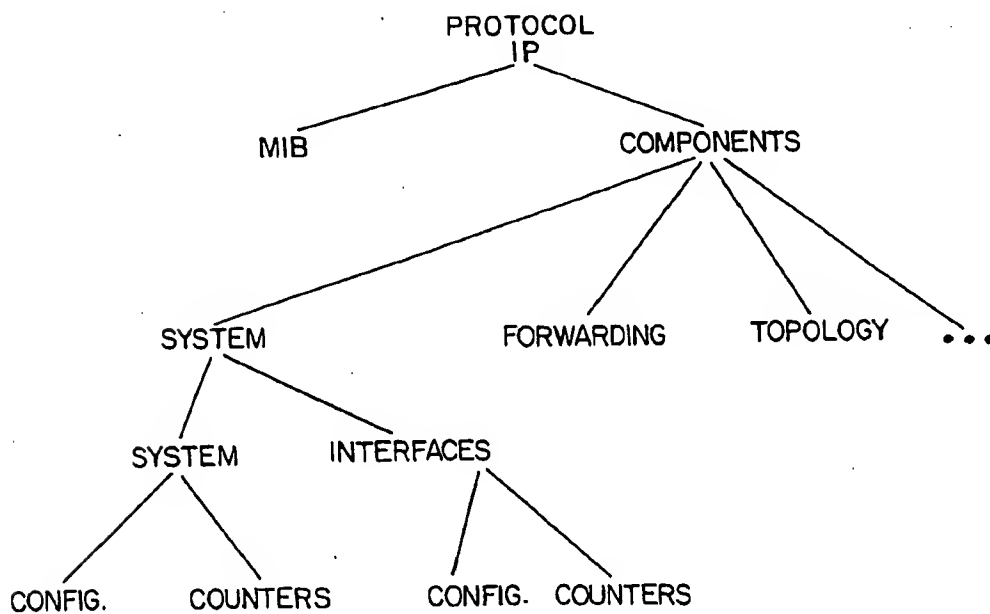 PROTOCOL
IP
MIB
COMPONENTS
SYSTEM
FORWARDING
TOPOLOGY
...
SYSTEM
INTERFACES
CONFIG.
COUNTERS
CONFIG.
COUNTERS